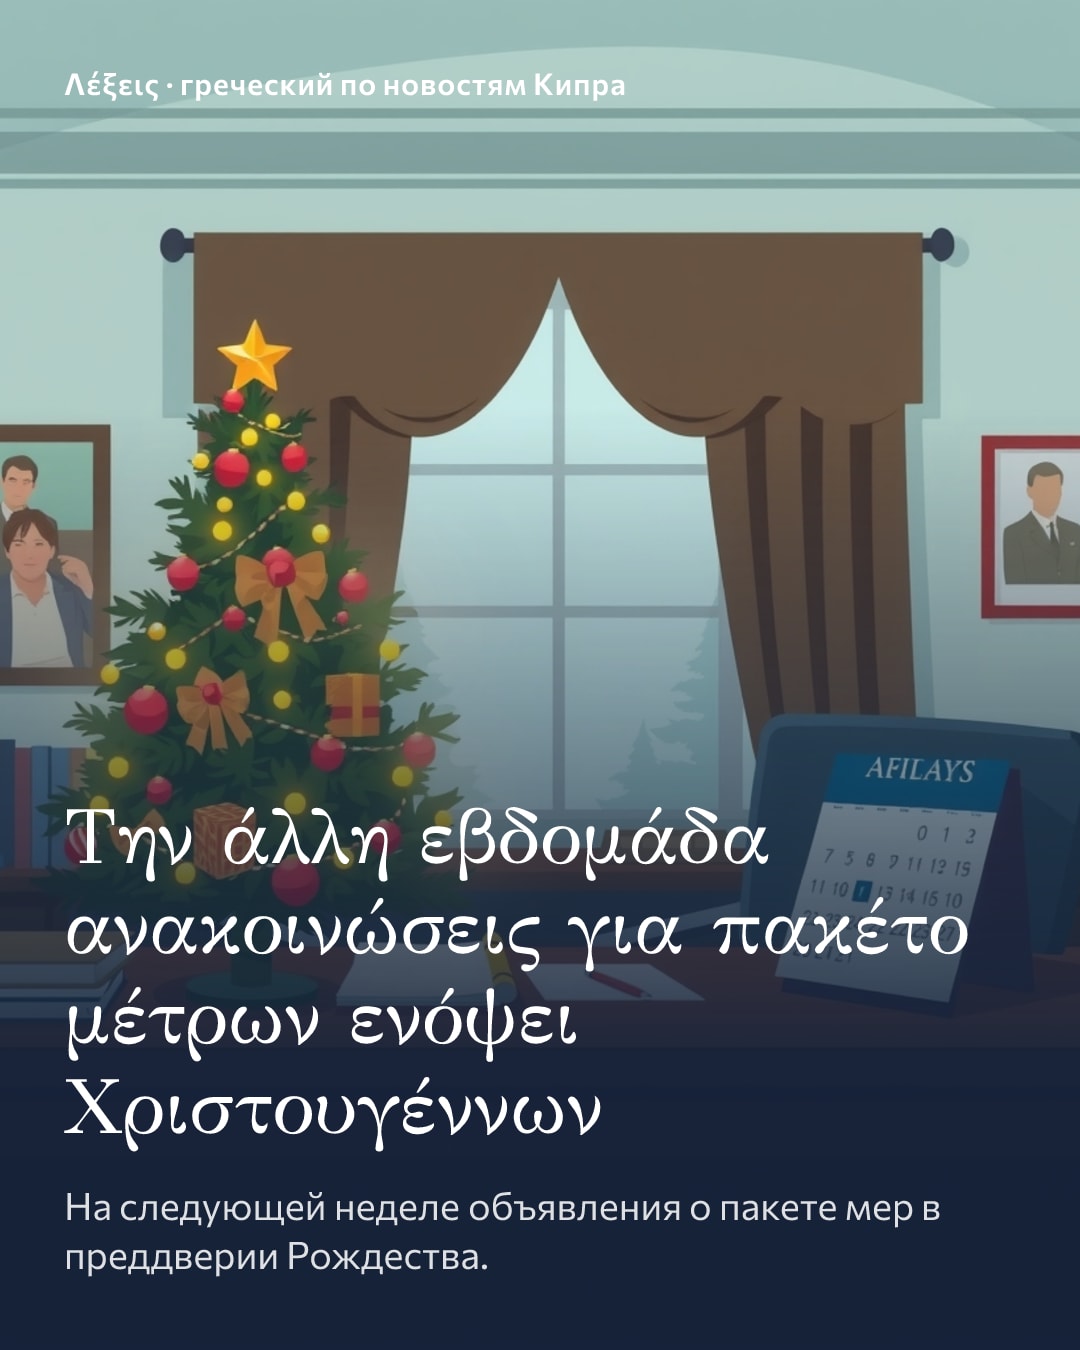 Λέξεις · греческий по новостям Кипра
AFILAYS
Την άλλη εβδομάδα
ανακοινώσεις για πακέτο
μέτρων ενόψει
Χριστουγέννων
На следующей неделе объявления о пакете мер в
преддверии Рождества.